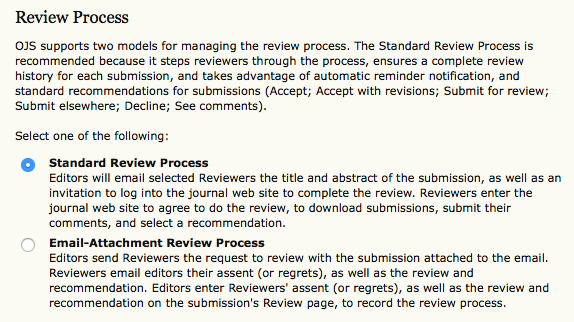 Review Process
OJS supports two models for managing the review process. The Standard Review Process is
recommended because it steps reviewers through the process, ensures a complete review
history for each submission, and takes advantage of automatic reminder notification, and
standard recommendations for submissions (Accept; Accept with revisions; Submit for review;
Submit elsewhere; Decline; See comments).
Select one of the following:
Standard Review Process
Editors will email selected Reviewers the title and abstract of the submission, as well as an
invitation to log into the journal web site to complete the review. Reviewers enter the
journal web site to agree to do the review, to download submissions, submit their
comments, and select a recommendation.
Email-Attachment Review Process
Editors send Reviewers the request to review with the submission attached to the email.
Reviewers email editors their assent (or regrets), as well as the review and
recommendation. Editors enter Reviewers' assent (or regrets), as well as the review and
recommendation on the submission's Review page, to record the review process.